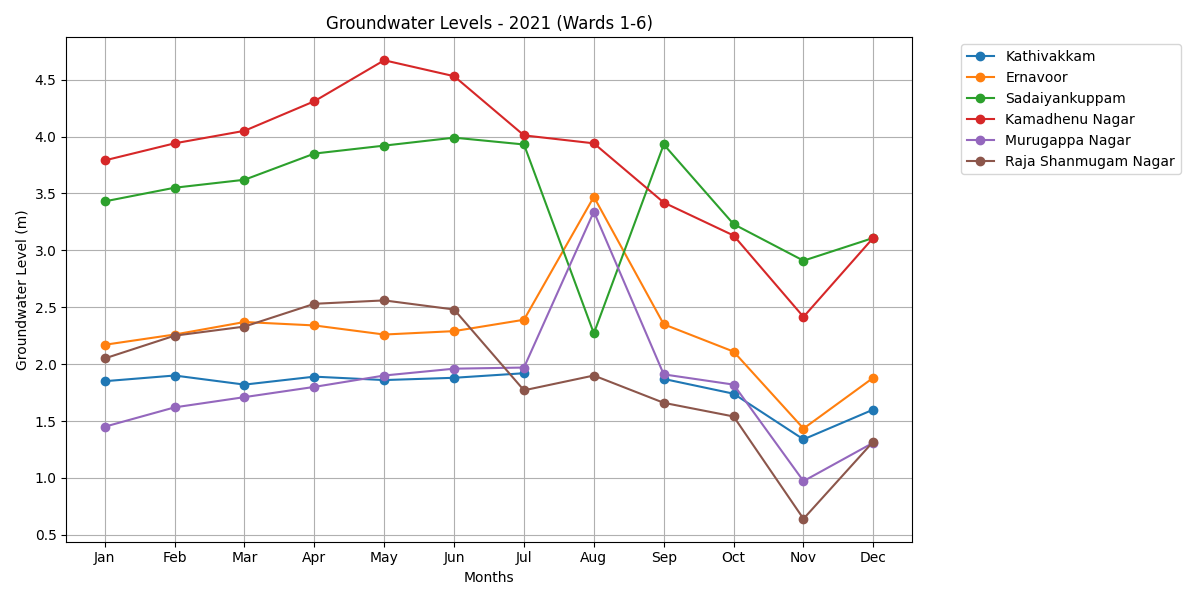 Groundwater Levels - 2021 (Wards 1-6)
Kathivakkam
Ernavoor
Sadaiyankuppam
Kamadhenu Nagar
Murugappa Nagar
Raja Shanmugam Nagar
Groundwater Level (m)
4.5
4.0
3.5
3.0
2.5
2.0
1.5
1.0
0.5
Jan Feb Mar Apr May Jun Jul Aug Sep Oct Nov Dec
Months